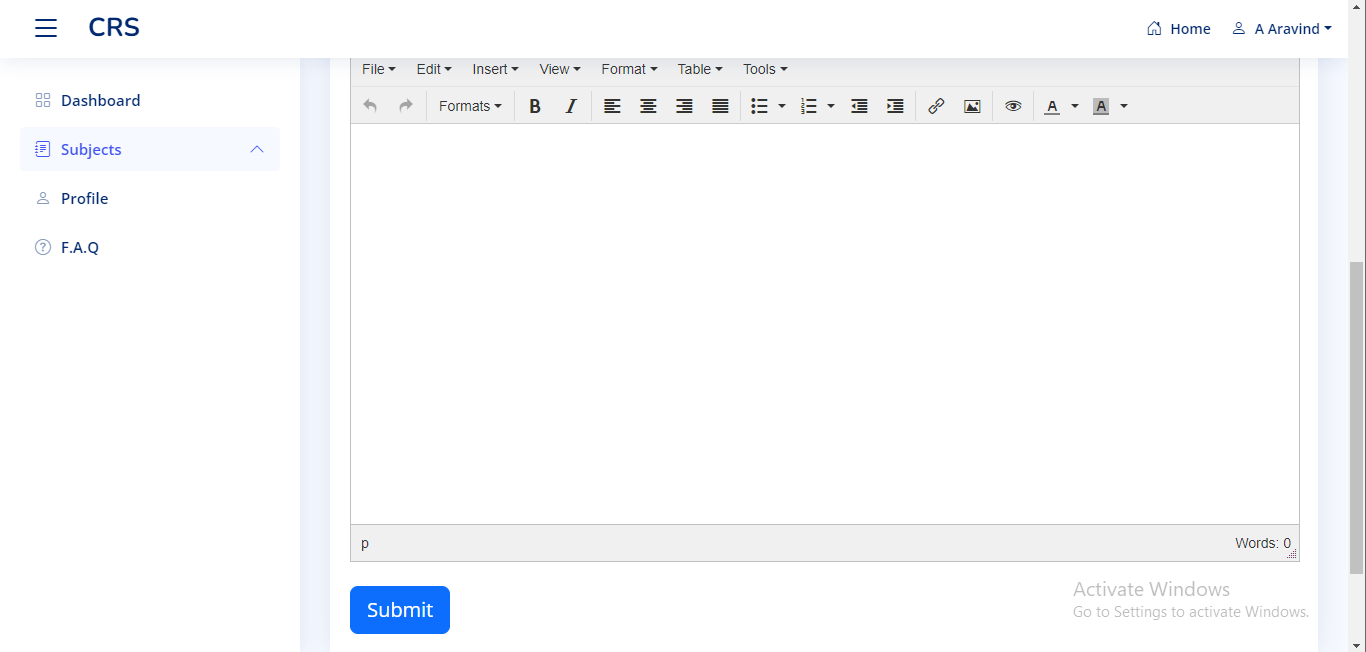 CRS
Home A Aravind
Dashboard
Subjects
Profile
F.A.Q
File Edit Insert View Format Table Tools
Formats B I A A
p Words: 0
Submit
Activate Windows
Go to Settings to activate Windows.